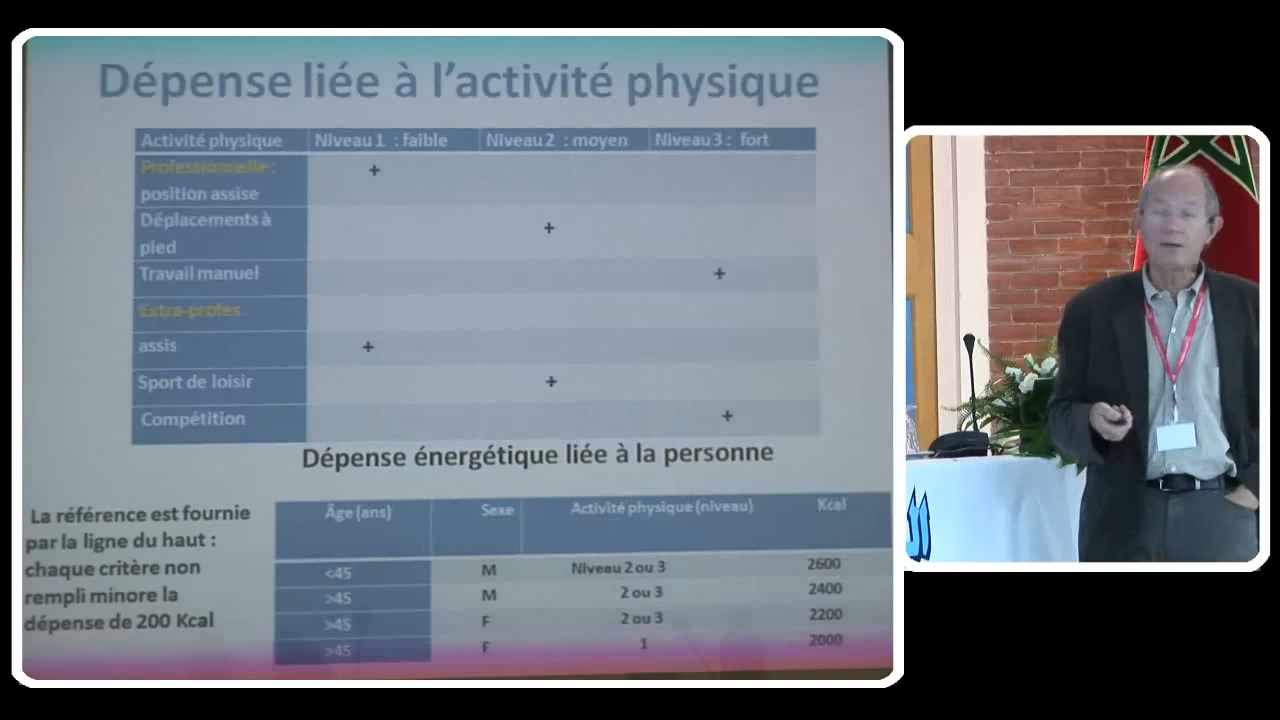 Dépense liée à l'activité physique
Activité physique Niveau 1 : faible Niveau 2 : moyen Niveau 3 : fort
Professionnelle : +
position assise
Déplacements à +
pied
Travail manuel +
Extra-profes
assis +
Sport de loisir +
Compétition +
Dépense énergétique liée à la personne
La référence est fournie
par la ligne du haut :
chaque critère non
rempli minore la
dépense de 200 Kcal
Âge (ans) Sexe Activité physique (niveau) Kcal
<45 M Niveau 2 ou 3 2600
>45 M 2 ou 3 2400
>45 F 2 ou 3 2200
>45 F 1 2000